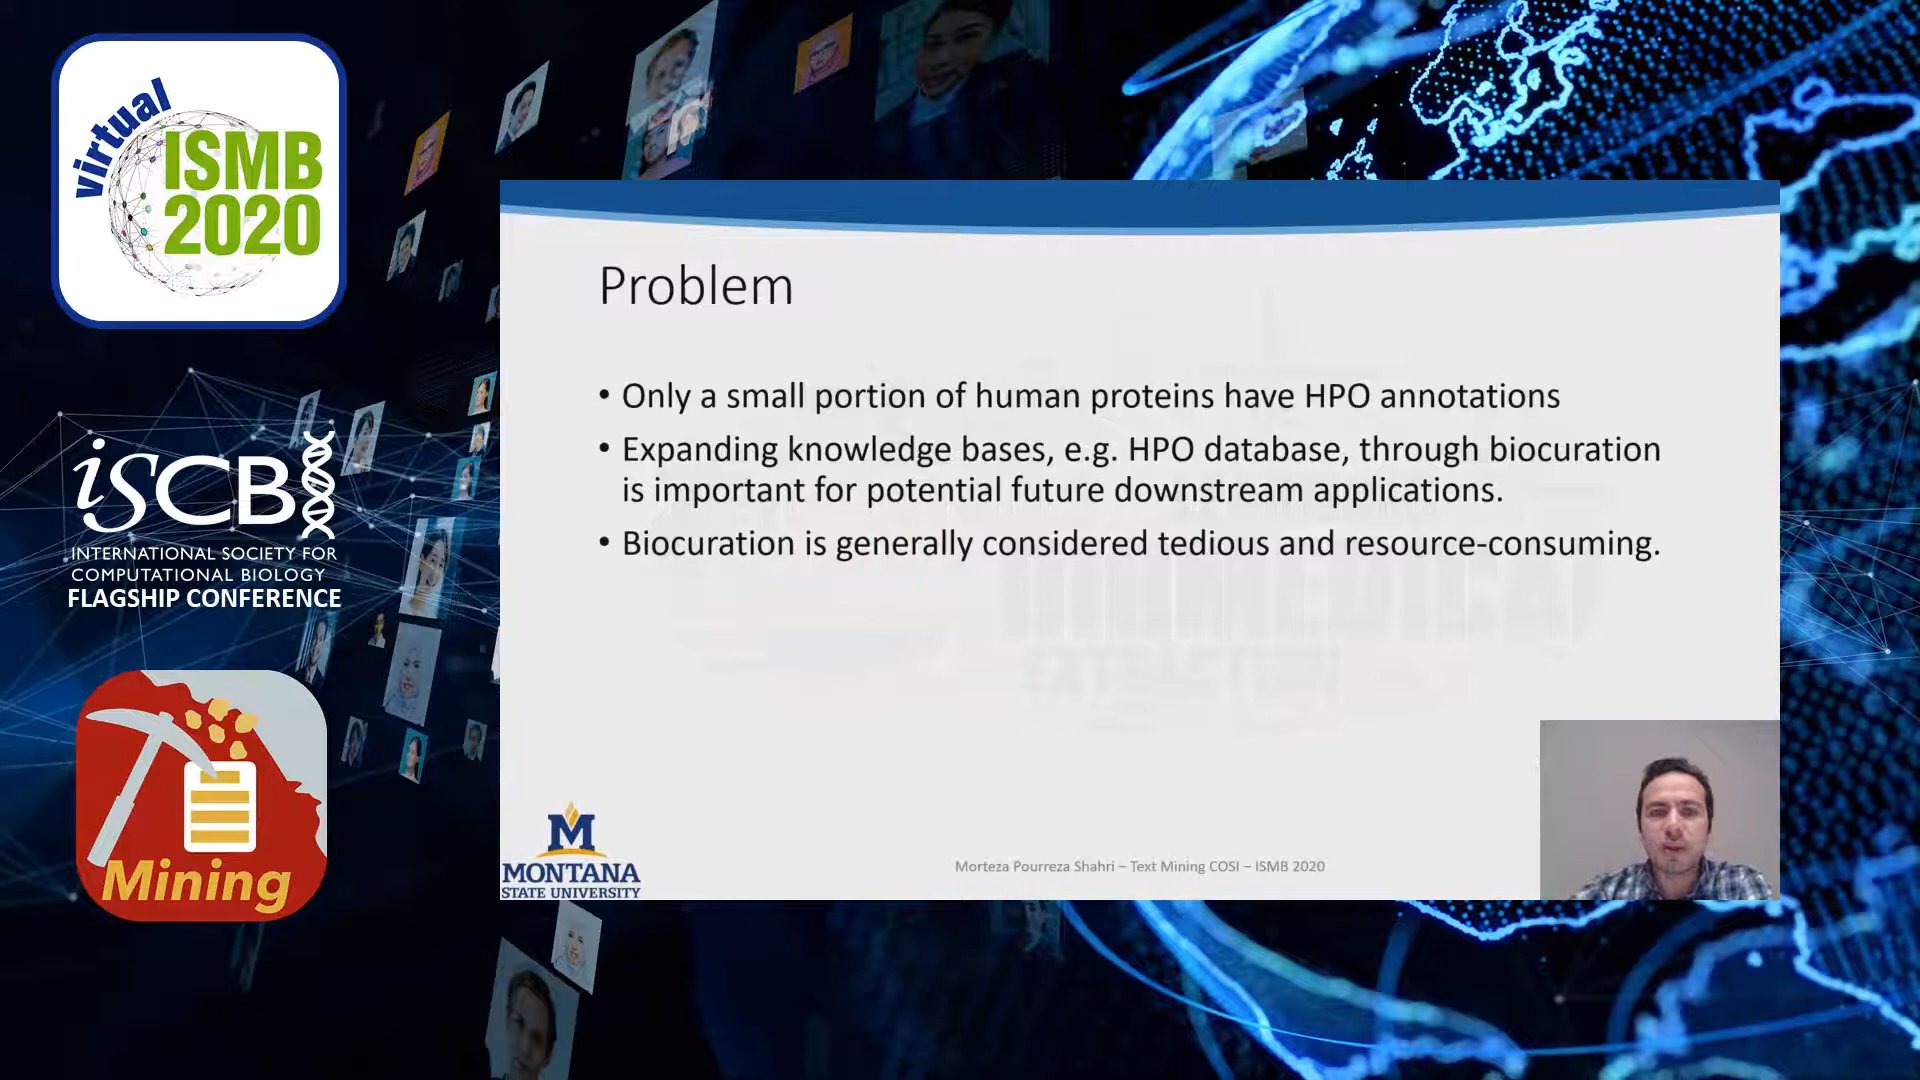 virtual
ISMB
2020
iSCB
INTERNATIONAL SOCIETY FOR
COMPUTATIONAL BIOLOGY
FLAGSHIP CONFERENCE
Mining
Problem
• Only a small portion of human proteins have HPO annotations
• Expanding knowledge bases, e.g. HPO database, through biocuration
is important for potential future downstream applications.
• Biocuration is generally considered tedious and resource-consuming.
M
MONTANA
STATE UNIVERSITY
Morteza Pourreza Shahri – Text Mining COSI – ISMB 2020